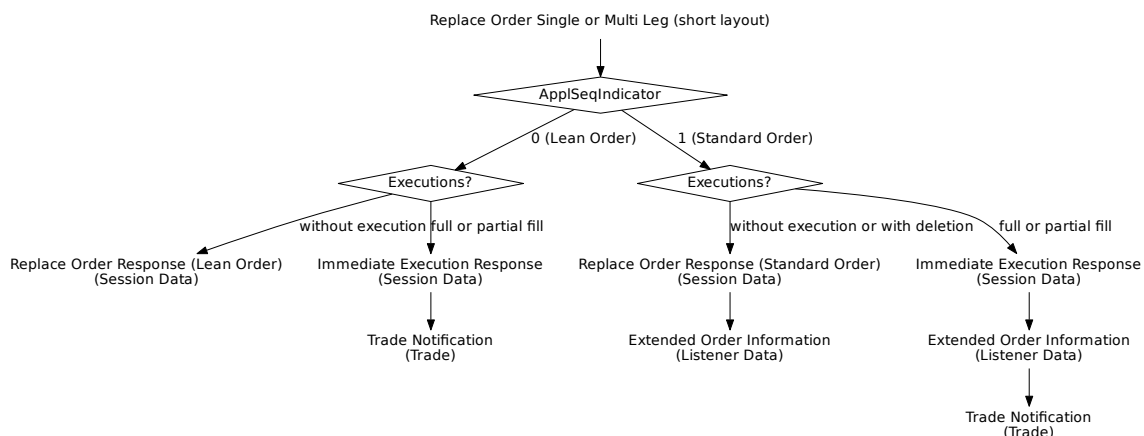 Replace Order Single or Multi Leg (short layout)
ApplSeqIndicator
0 (Lean Order)
1 (Standard Order)
Executions?
Executions?
without execution
full or partial fill
without execution or with deletion
full or partial fill
Replace Order Response (Lean Order)
(Session Data)
Immediate Execution Response
(Session Data)
Replace Order Response (Standard Order)
(Session Data)
Immediate Execution Response
(Session Data)
Trade Notification
(Trade)
Extended Order Information
(Listener Data)
Extended Order Information
(Listener Data)
Trade Notification
(Trade)